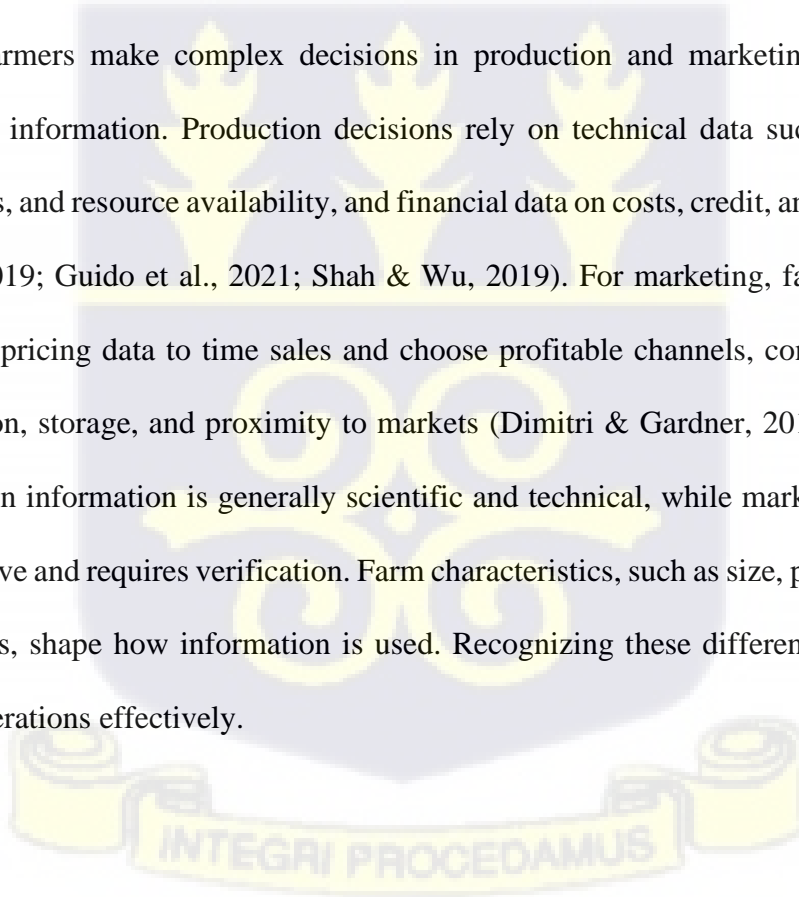 armers make complex decisions in production and marketin
information. Production decisions rely on technical data suc
s, and resource availability, and financial data on costs, credit, an
019; Guido et al., 2021; Shah & Wu, 2019). For marketing, fa
pricing data to time sales and choose profitable channels, con
on, storage, and proximity to markets (Dimitri & Gardner, 201
n information is generally scientific and technical, while mark
ve and requires verification. Farm characteristics, such as size, p
s, shape how information is used. Recognizing these differen
erations effectively.
INTEGRI PROCEDAMUS